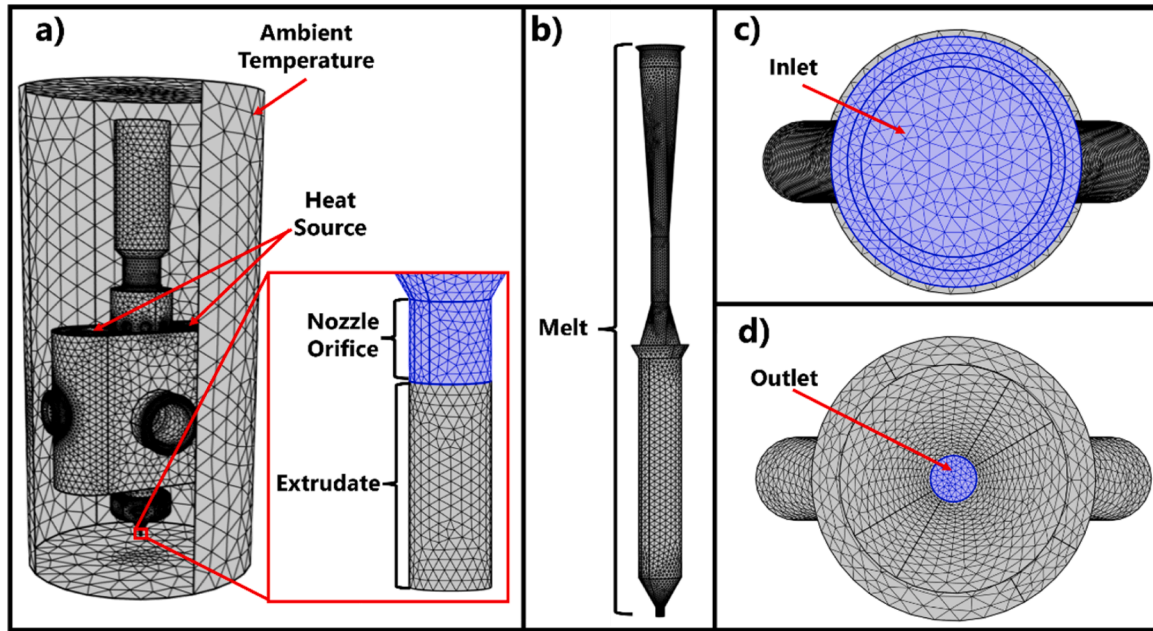 a)
Ambient
Temperature
Heat
Source
Nozzle
Orifice
Extrudate
b)
Melt
c)
Inlet
d)
Outlet